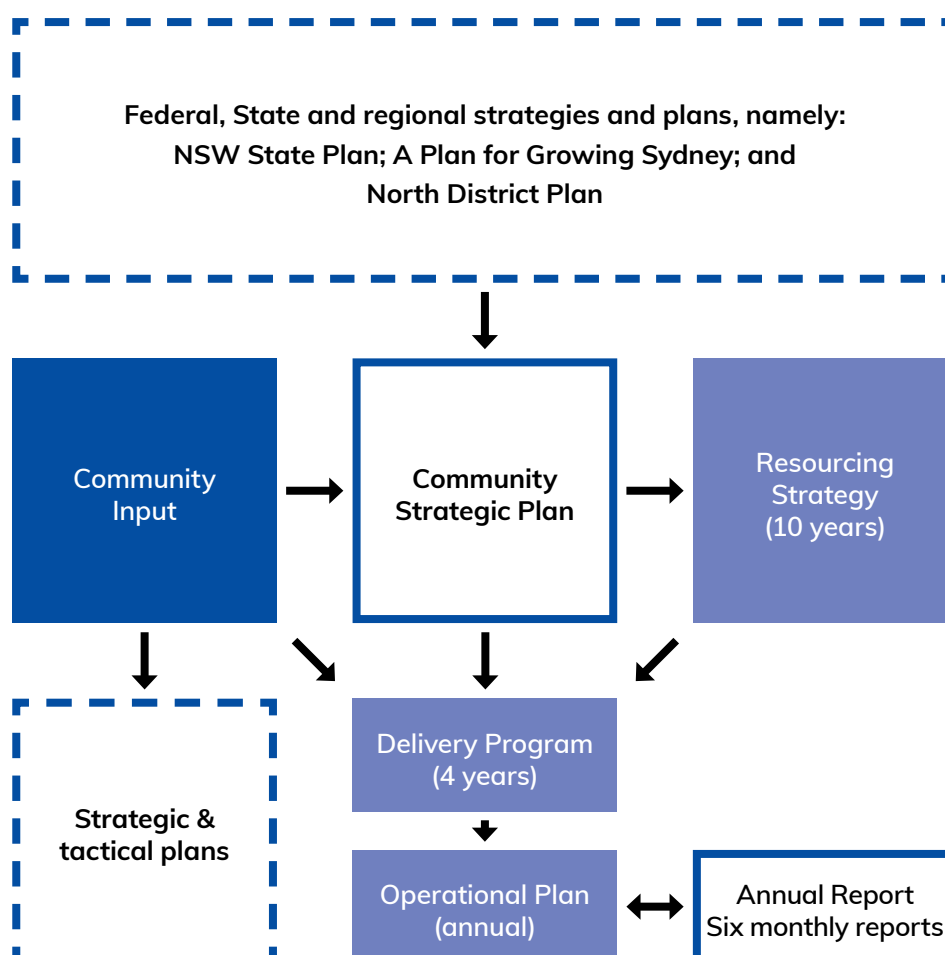 Federal, State and regional strategies and plans, namely:
NSW State Plan; A Plan for Growing Sydney; and
North District Plan
Community
Input
Community
Strategic Plan
Resourcing
Strategy
(10 years)
Delivery Program
(4 years)
Strategic &
tactical plans
Operational Plan
(annual)
Annual Report
Six monthly reports